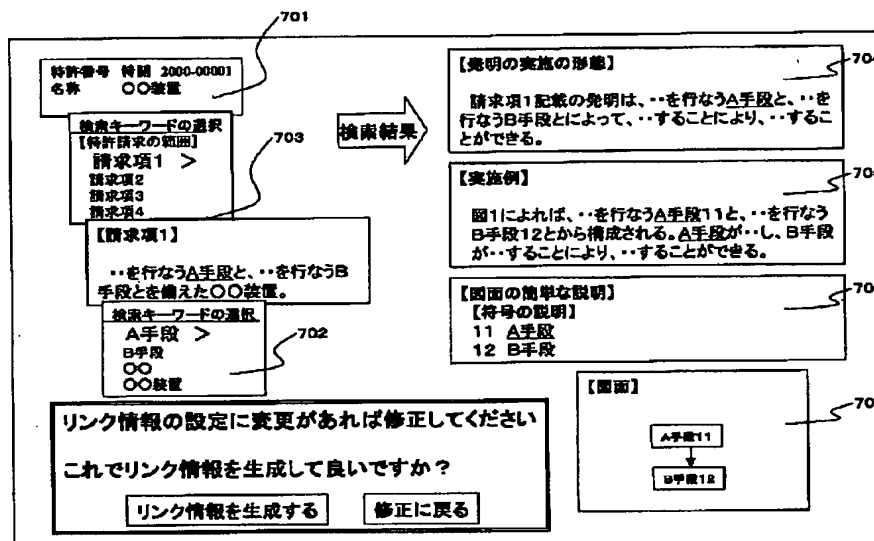 701
特許番号 特開 2000-00001
名称 〇〇装置
検索キーワードの選択
【特許請求の範囲】
請求項1 >
請求項2
請求項3
請求項4
703
【請求項1】
・・を行なうA手段と、・・を行なうB
手段とを備えた〇〇装置。
検索キーワードの選択
A手段 >
B手段
〇〇
〇〇装置
702
検索結果
【発明の実施の形態】
請求項1記載の発明は、・・を行なうA手段と、・・を
行なうB手段とによって、・・することにより、・・するこ
とができる。
【実施例】
図1によれば、・・を行なうA手段11と、・・を行なう
B手段12とから構成される。A手段が・・し、B手段
が・・することにより、・・することができる。
【図面の簡単な説明】
【符号の説明】
11 A手段
12 B手段
【図面】
A手段11
B手段12
リンク情報の設定に変更があれば修正してください
これでリンク情報を生成して良いですか？
リンク情報を生成する
修正に戻る